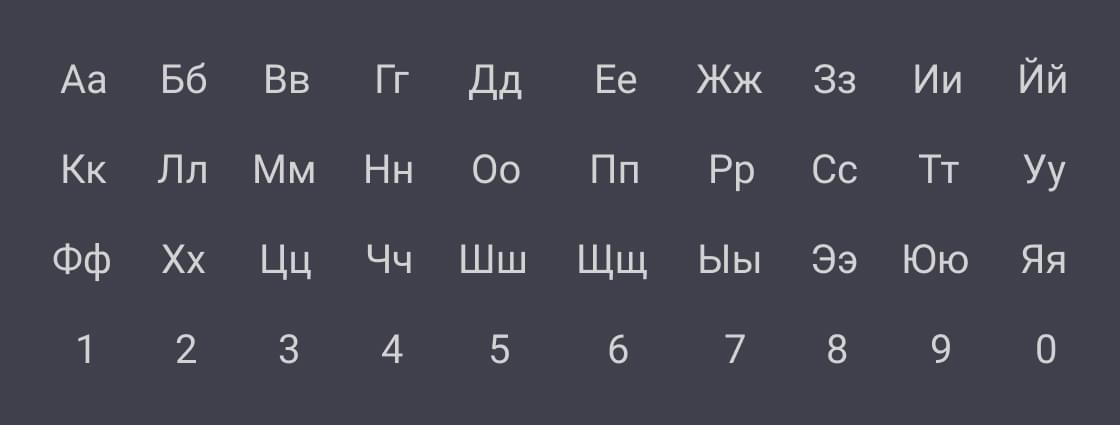 Аа Бб Вв Гг Дд Ее Жж Зз Ии Йй
Кк Лл Мм Нн Оо Пп Рр Сс Тт Уу
Фф Хх Цц Чч Шш Щщ Ыы Ээ Юю Яя
1 2 3 4 5 6 7 8 9 0